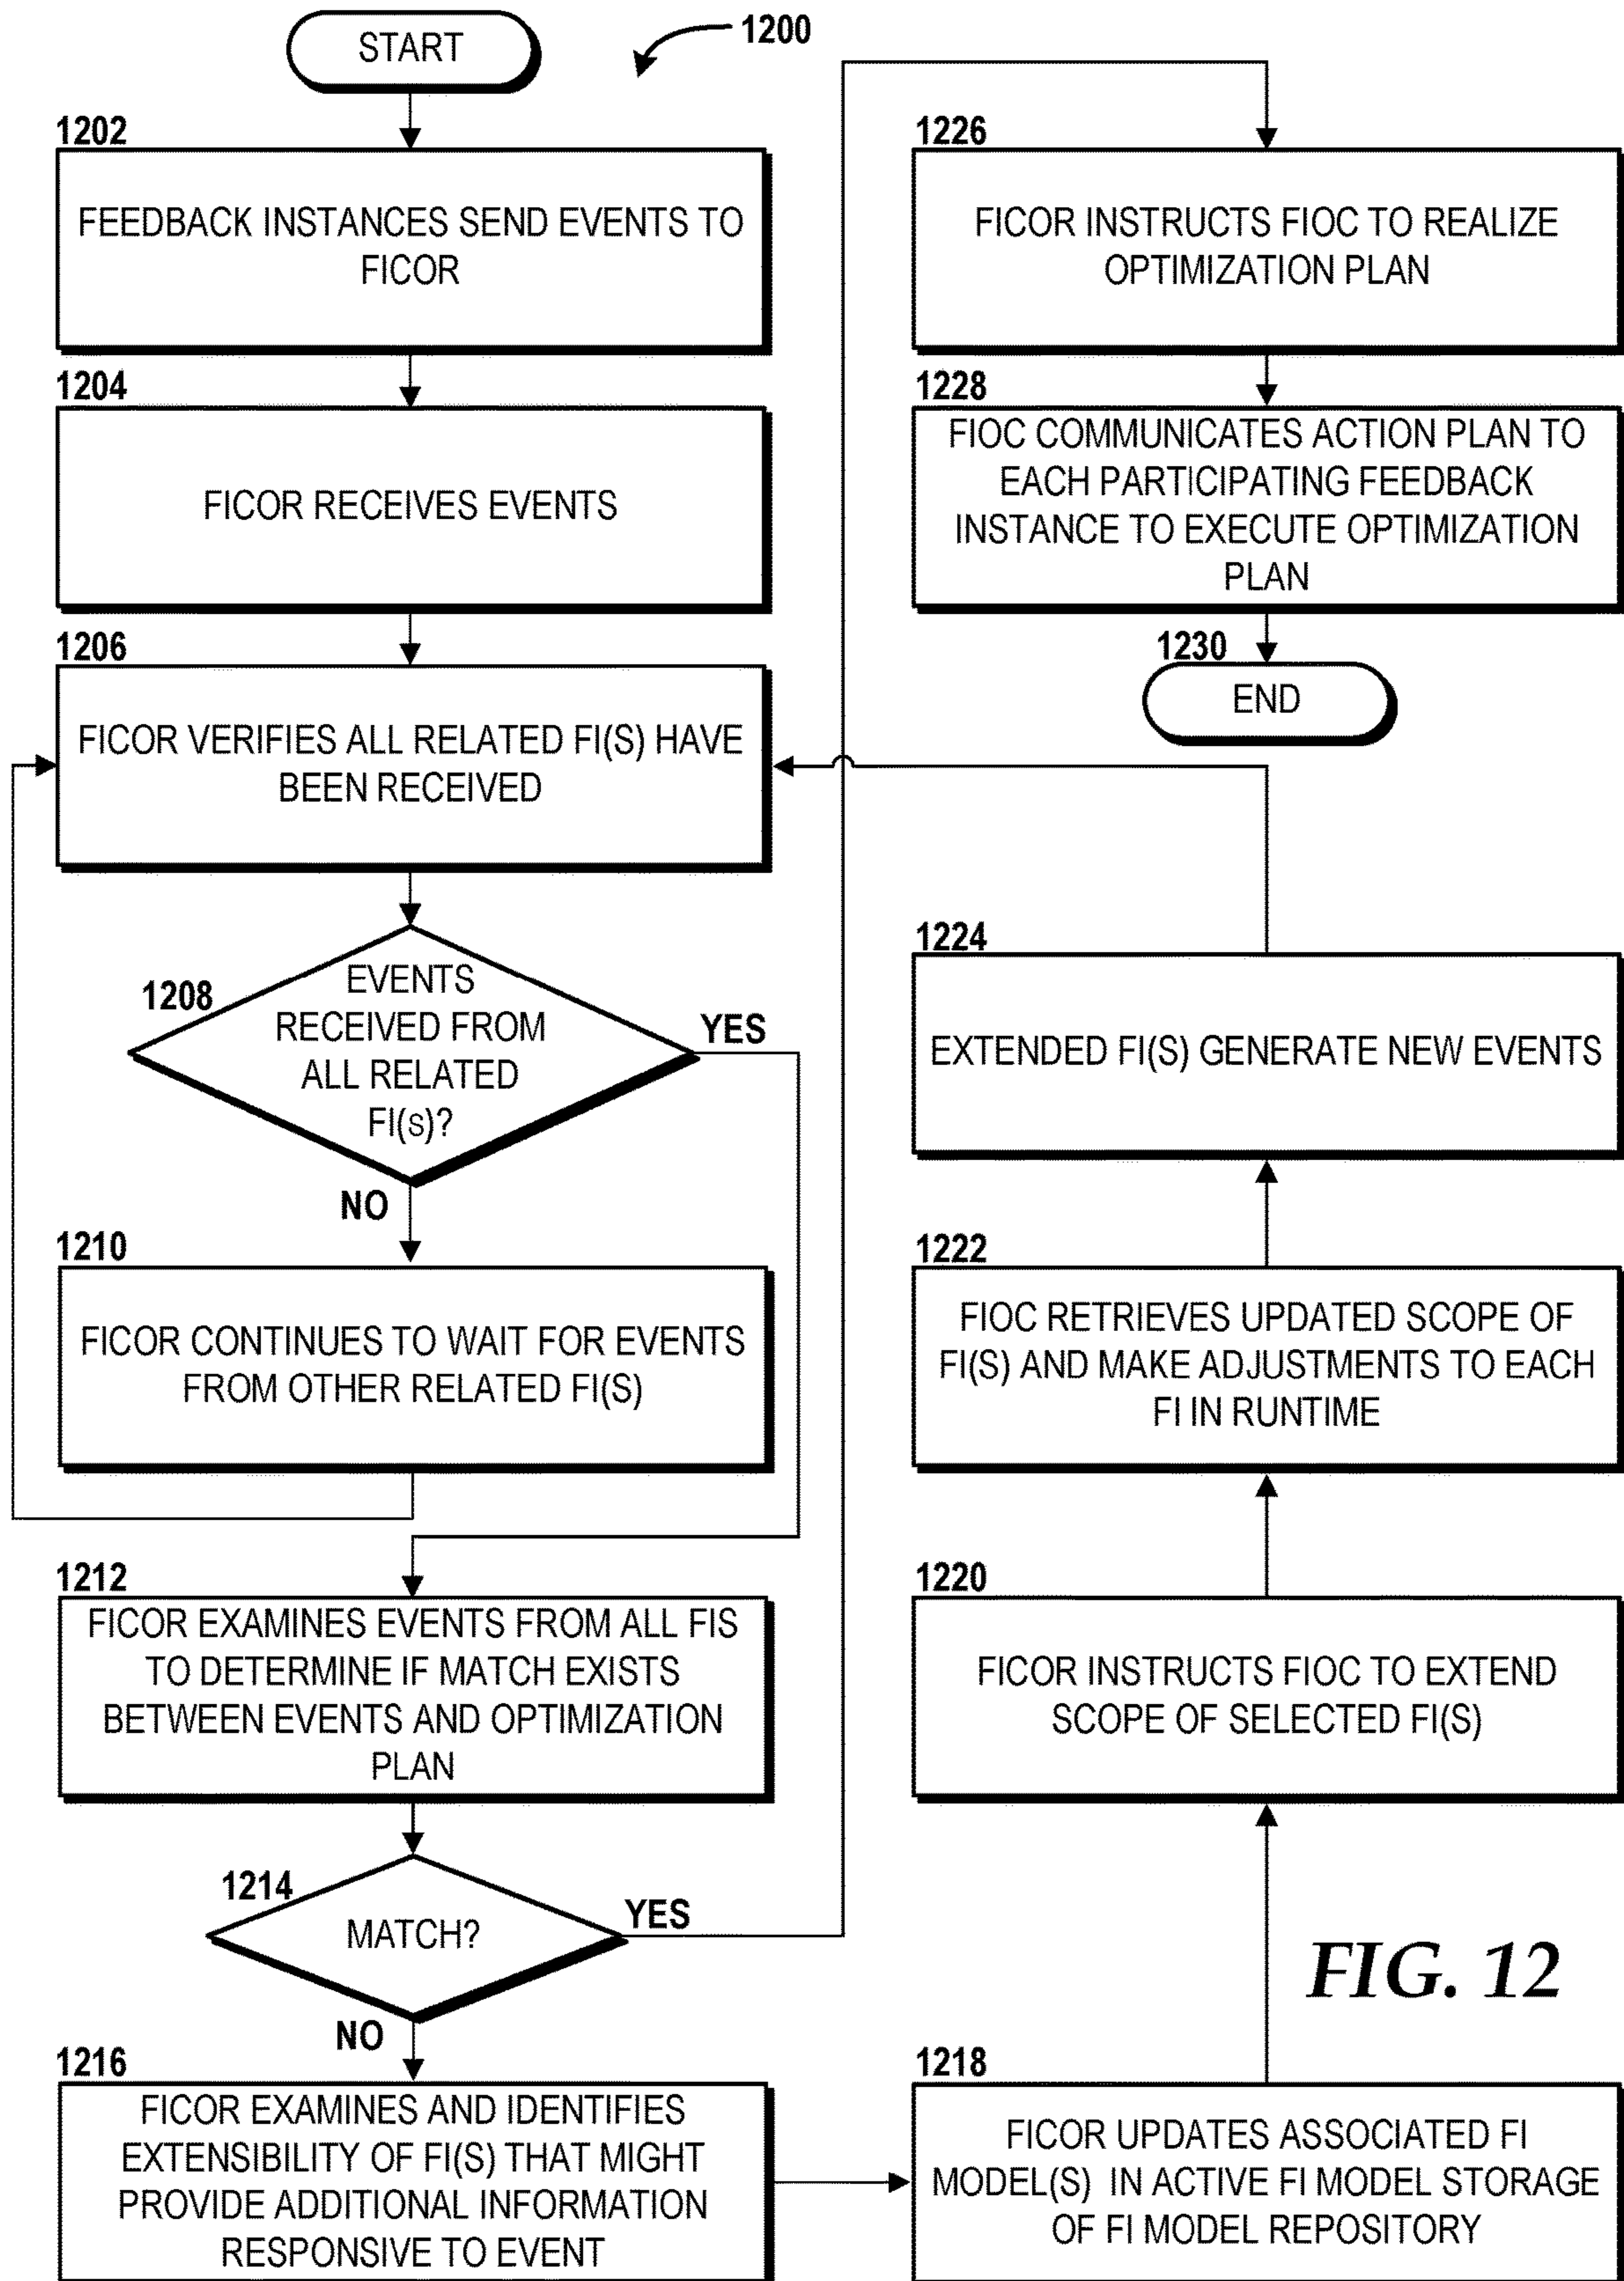 START
1200
1202
FEEDBACK INSTANCES SEND EVENTS TO
FICOR
1204
FICOR RECEIVES EVENTS
1206
FICOR VERIFIES ALL RELATED FI(S) HAVE
BEEN RECEIVED
1208
EVENTS
RECEIVED FROM
ALL RELATED
FI(S)?
YES
NO
1210
FICOR CONTINUES TO WAIT FOR EVENTS
FROM OTHER RELATED FI(S)
1212
FICOR EXAMINES EVENTS FROM ALL FIS
TO DETERMINE IF MATCH EXISTS
BETWEEN EVENTS AND OPTIMIZATION
PLAN
1214
MATCH?
YES
NO
1216
FICOR EXAMINES AND IDENTIFIES
EXTENSIBILITY OF FI(S) THAT MIGHT
PROVIDE ADDITIONAL INFORMATION
RESPONSIVE TO EVENT
1218
FICOR UPDATES ASSOCIATED FI
MODEL(S) IN ACTIVE FI MODEL STORAGE
OF FI MODEL REPOSITORY
1220
FICOR INSTRUCTS FIOC TO EXTEND
SCOPE OF SELECTED FI(S)
1222
FIOC RETRIEVES UPDATED SCOPE OF
FI(S) AND MAKE ADJUSTMENTS TO EACH
FI IN RUNTIME
1224
EXTENDED FI(S) GENERATE NEW EVENTS
1226
FICOR INSTRUCTS FIOC TO REALIZE
OPTIMIZATION PLAN
1228
FIOC COMMUNICATES ACTION PLAN TO
EACH PARTICIPATING FEEDBACK
INSTANCE TO EXECUTE OPTIMIZATION
PLAN
1230
END
FIG. 12